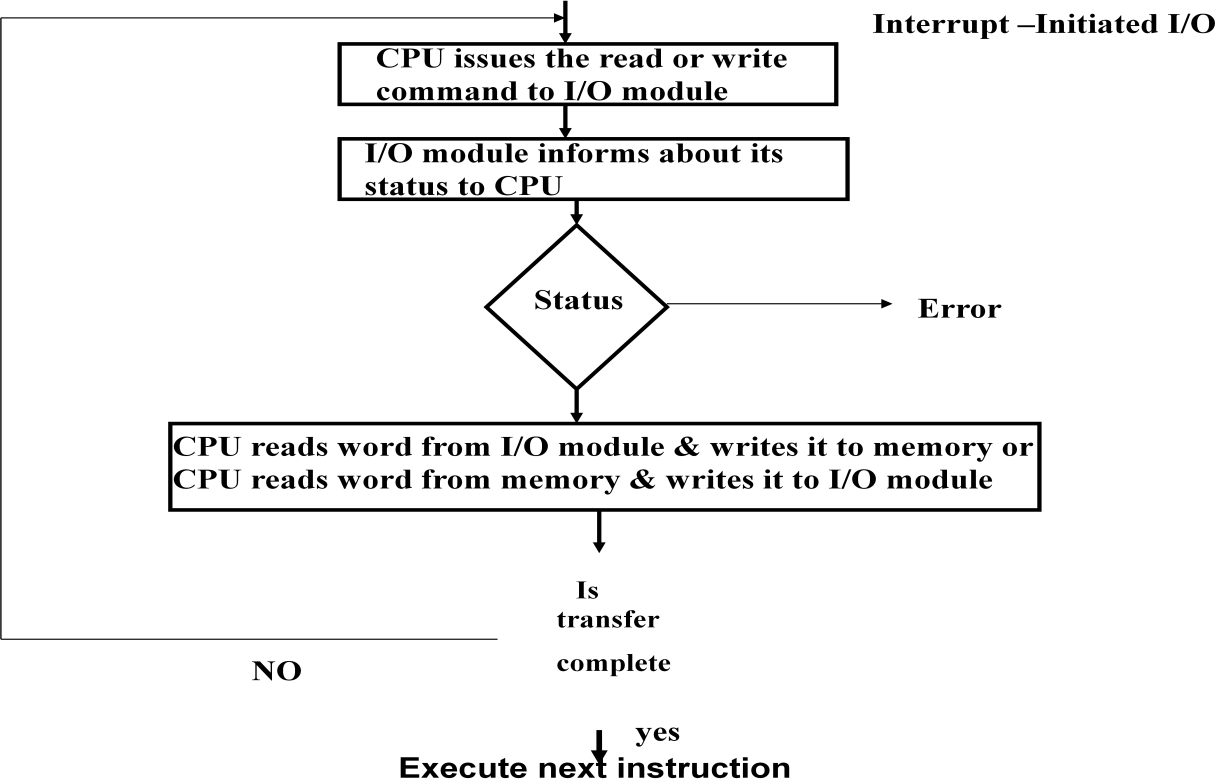 Interrupt –Initiated I/O
CPU issues the read or write
command to I/O module
I/O module informs about its
status to CPU
Status
Error
CPU reads word from I/O module & writes it to memory or
CPU reads word from memory & writes it to I/O module
Is
transfer
complete
NO
yes
Execute next instruction